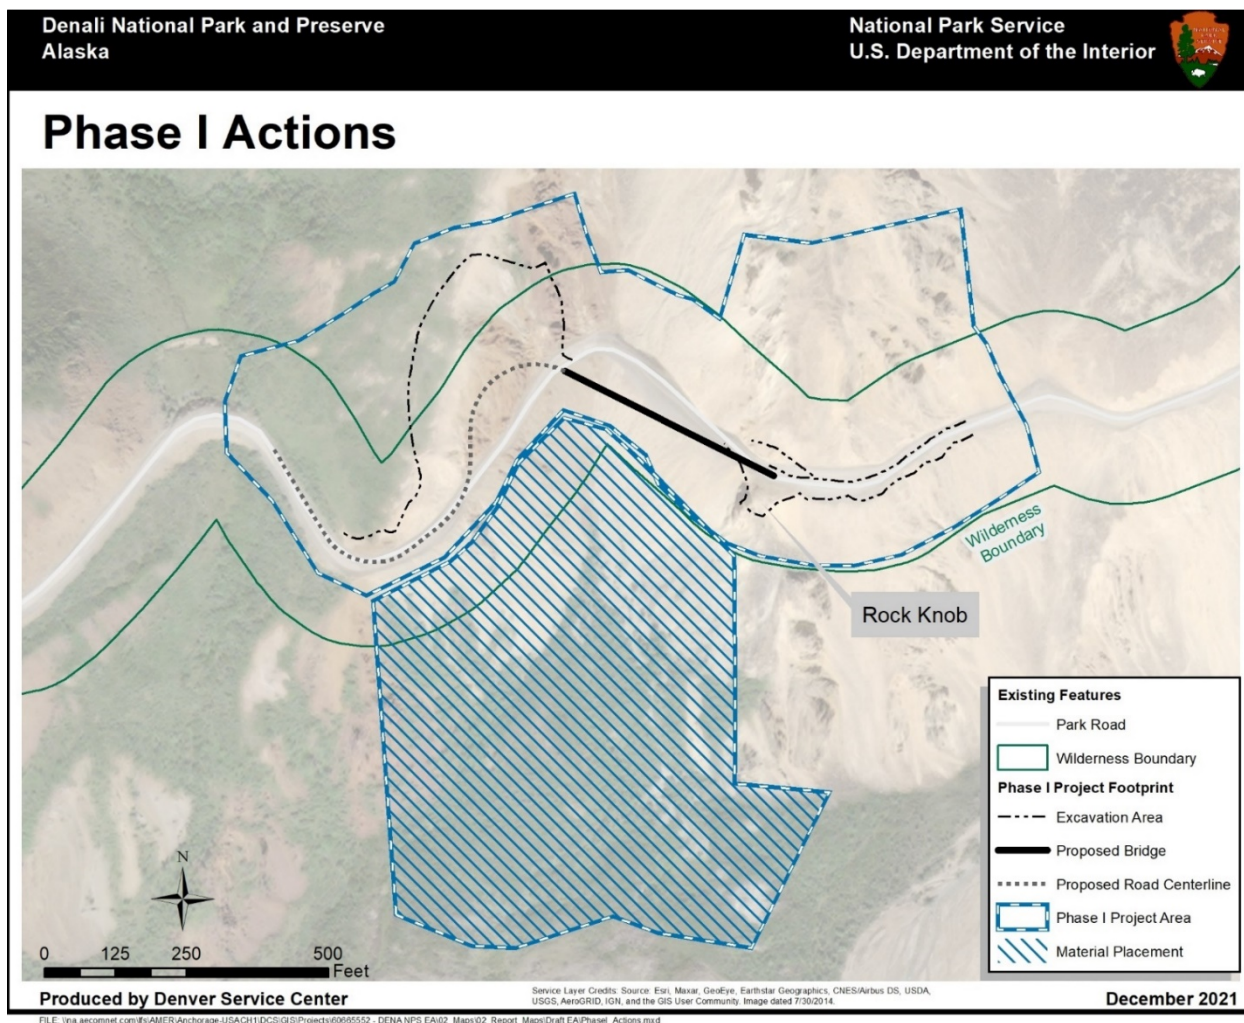 Denali National Park and Preserve
Alaska
National Park Service
U.S. Department of the Interior
Phase I Actions
Wilderness
Boundary
Rock Knob
Existing Features
Park Road
Wilderness Boundary
Phase I Project Footprint
Excavation Area
Proposed Bridge
Proposed Road Centerline
Phase I Project Area
Material Placement
N
0 125 250 500
Feet
Produced by Denver Service Center
Service Layer Credits: Source: Esri, Maxar, GeoEye, Earthstar Geographics, CNES/Airbus DS, USDA,
USGS, AeroGRID, IGN, and the GIS User Community. Image dated 7/30/2014.
December 2021